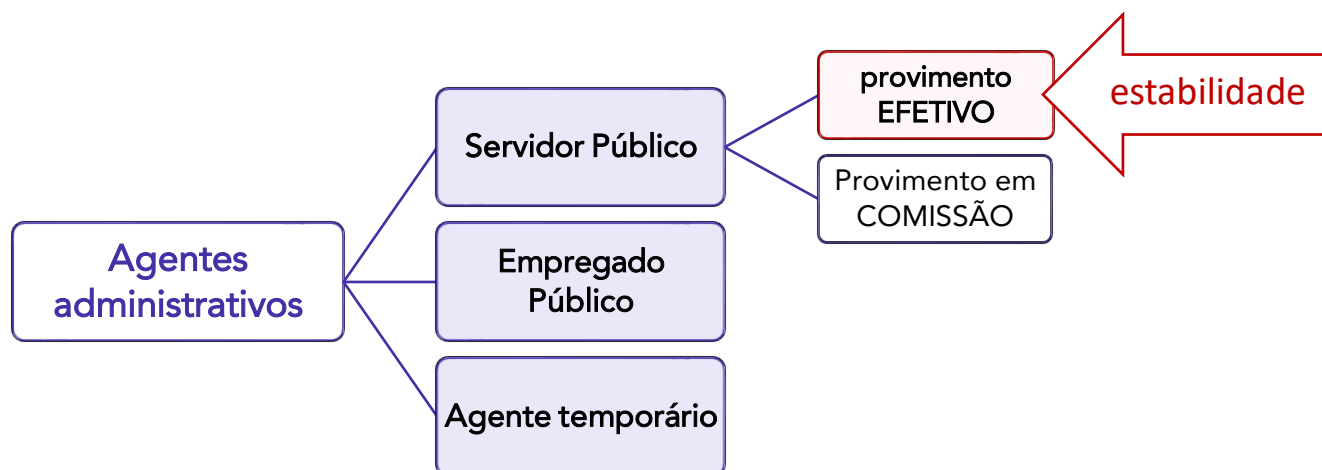 Agentes
administrativos
Servidor Público
provimento
EFETIVO
estabilidade
Provimento em
COMISSÃO
Empregado
Público
Agente temporário